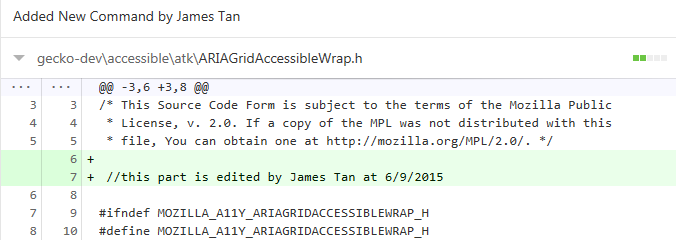 Added New Command by James Tan
gecko-dev\accessible\atk\ARIAGridAccessibleWrap.h
... ... @@ -3,6 +3,8 @@
3 3 /* This Source Code Form is subject to the terms of the Mozilla Public
4 4 * License, v. 2.0. If a copy of the MPL was not distributed with this
5 5 * file, You can obtain one at http://mozilla.org/MPL/2.0/. */
6 +
7 + //this part is edited by James Tan at 6/9/2015
6 8
7 9 #ifndef MOZILLA_A11Y_ARIAGRIDACCESSIBLEWRAP_H
8 10 #define MOZILLA_A11Y_ARIAGRIDACCESSIBLEWRAP_H